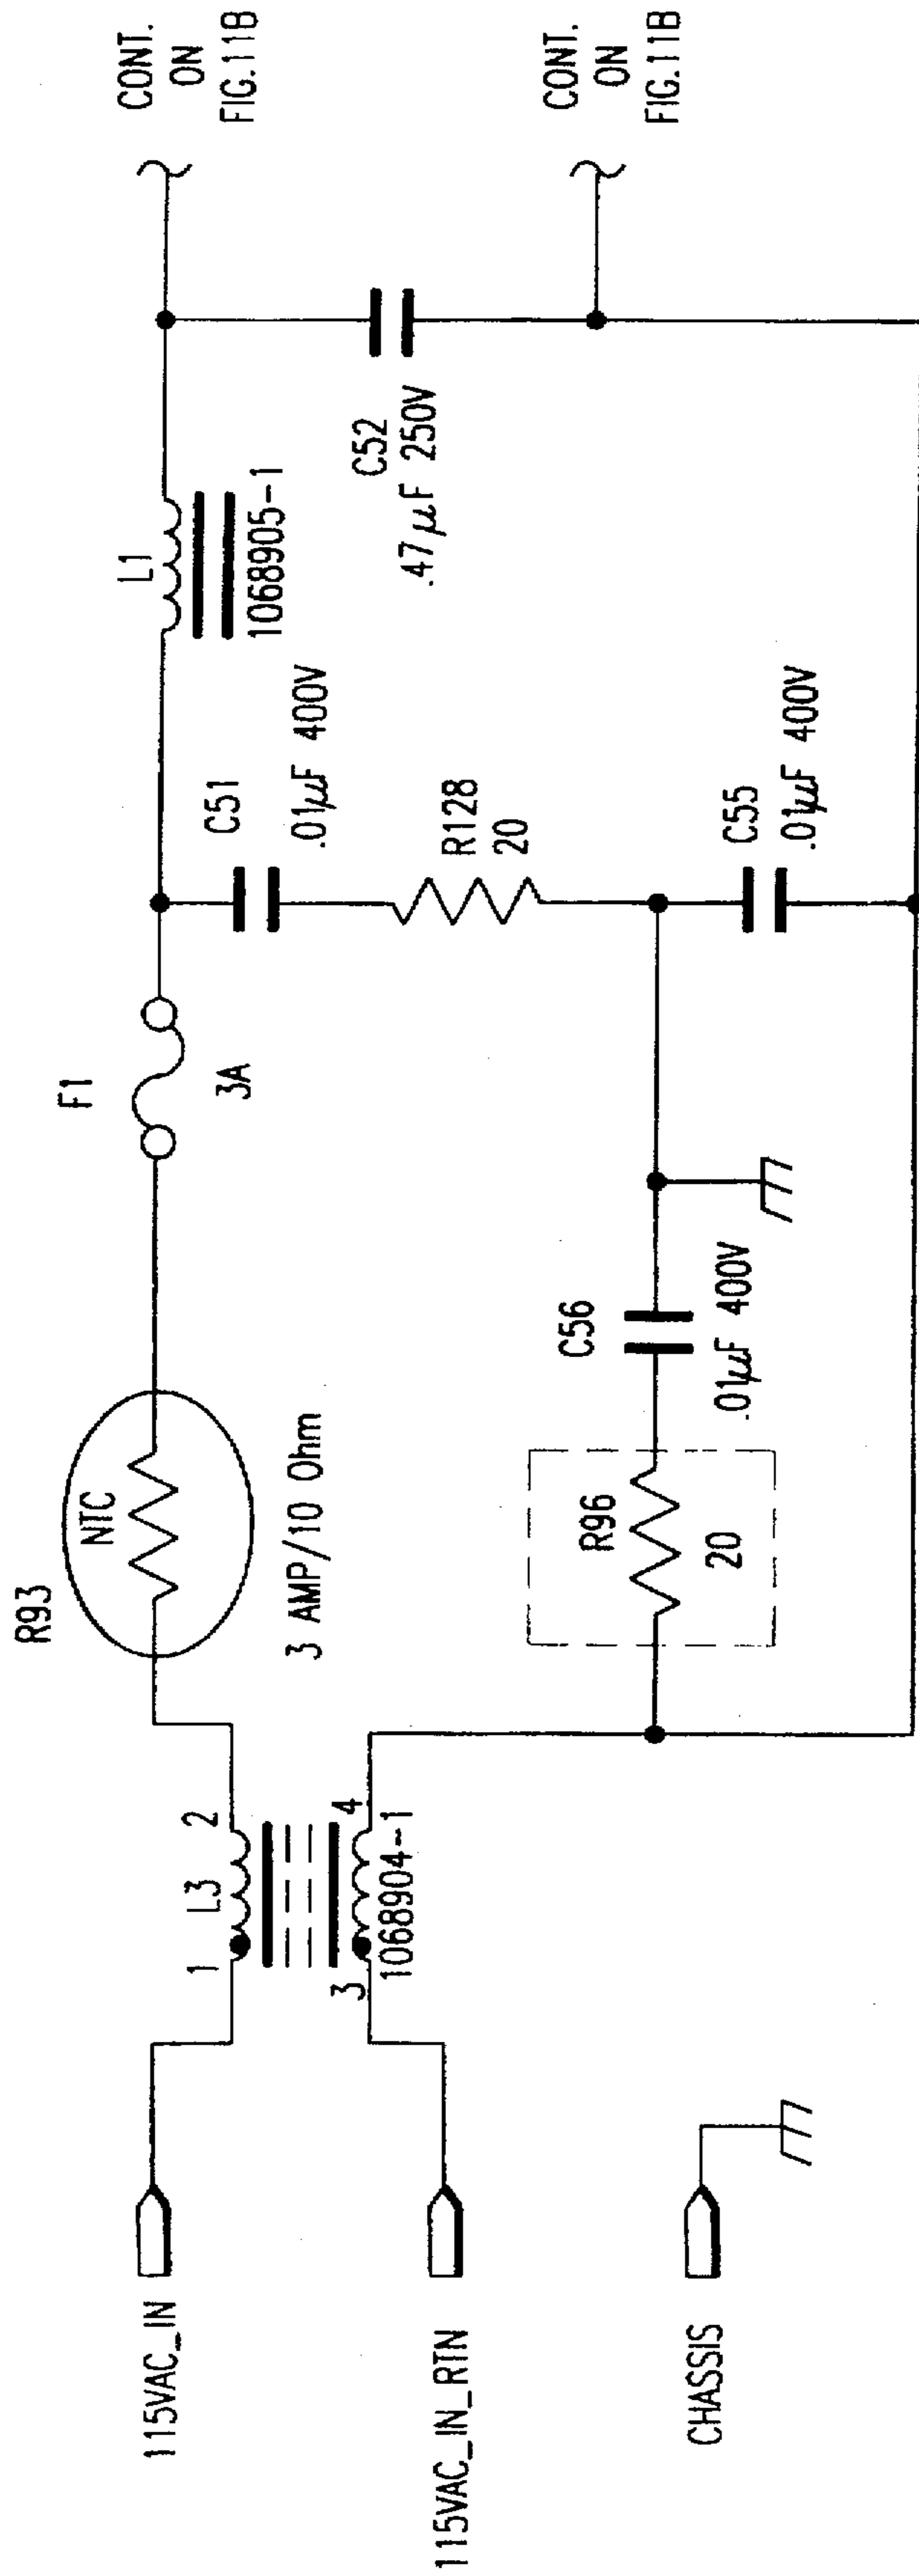 115VAC_IN
1
L3
2
R93
NTC
3 AMP/10 Ohm
F1
3A
L1
1068905-1
CONT.
ON
FIG.11B
115VAC_IN_RTN
3
4
1068904-1
C51
.01µF 400V
R128
20
C52
.47µF 250V
CONT.
ON
FIG.11B
R96
20
C56
.01µF 400V
C55
.01µF 400V
CHASSIS